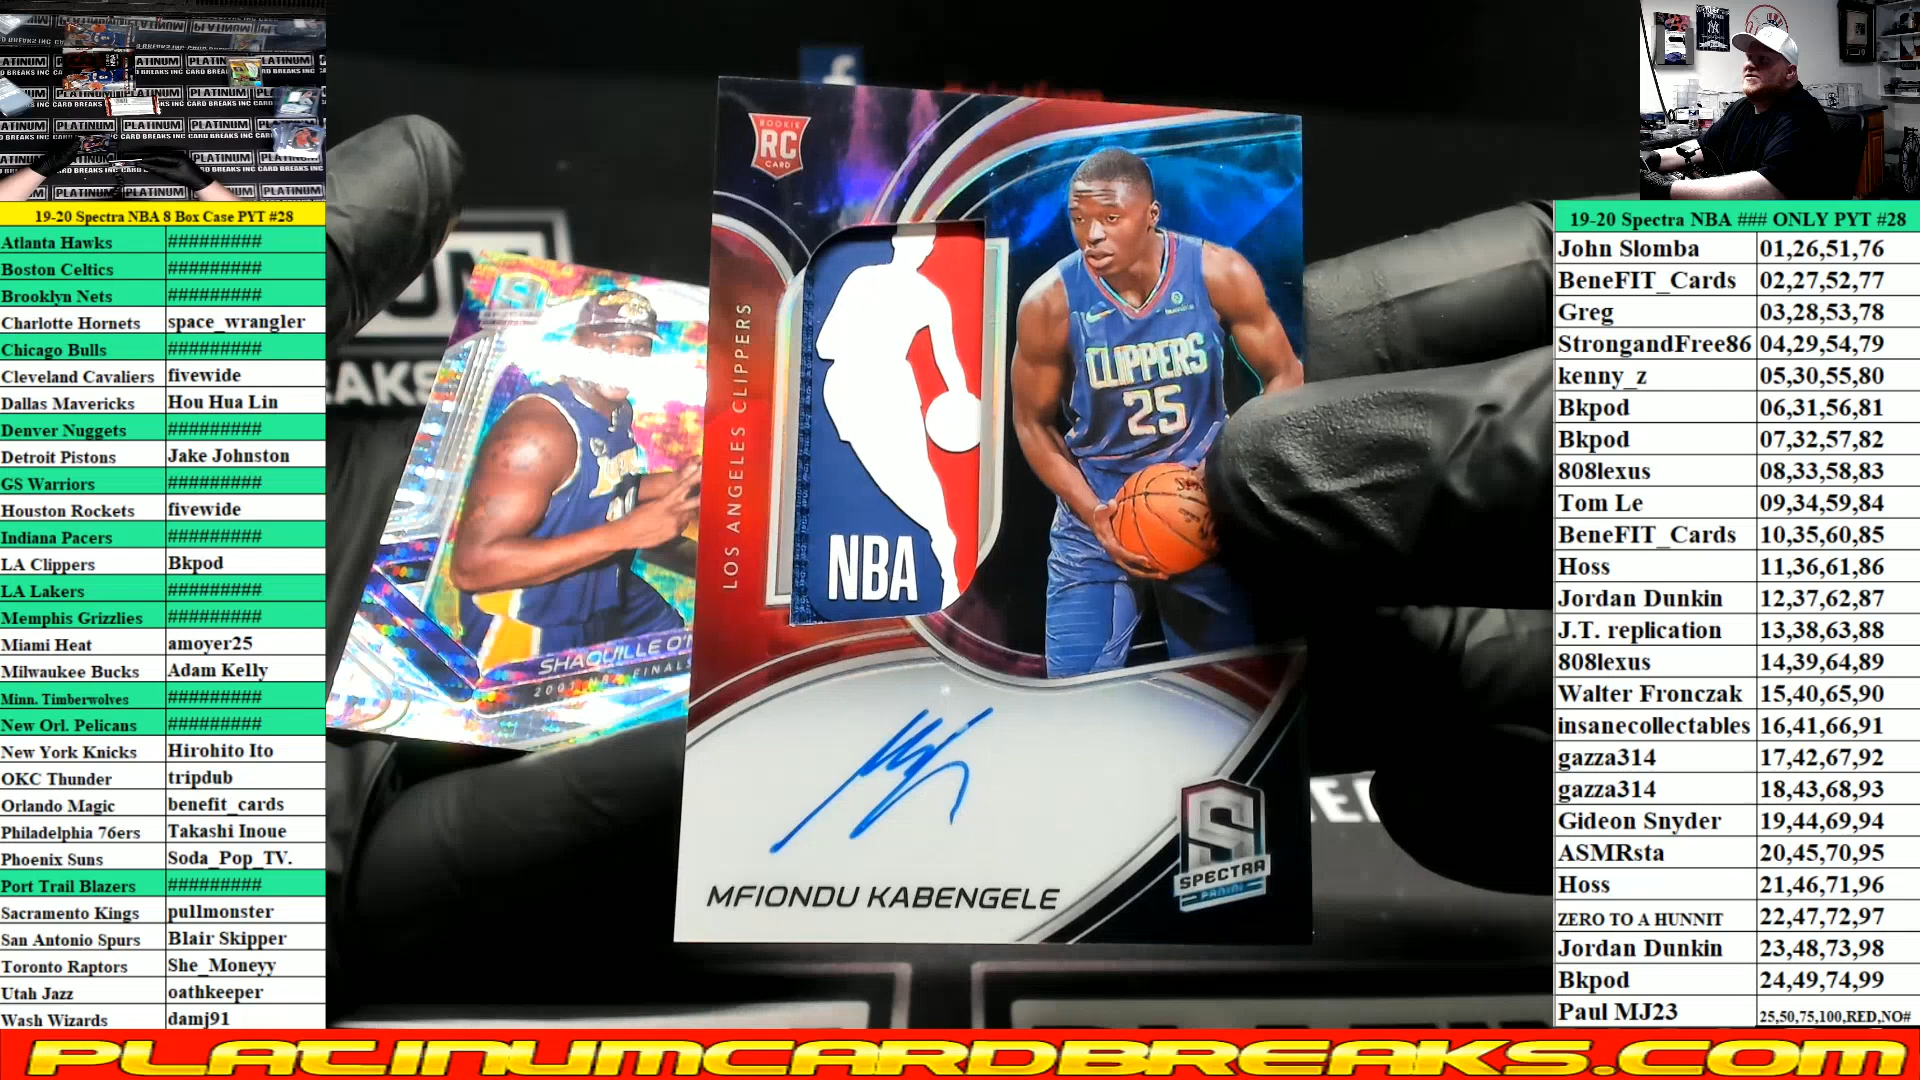 19-20 Spectra NBA 8 Box Case PYT #28
Atlanta Hawks #########
Boston Celtics #########
Brooklyn Nets #########
Charlotte Hornets space_wrangler
Chicago Bulls #########
Cleveland Cavaliers fivewide
Dallas Mavericks Hou Hua Lin
Denver Nuggets #########
Detroit Pistons Jake Johnston
GS Warriors #########
Houston Rockets fivewide
Indiana Pacers #########
LA Clippers Bkpod
LA Lakers #########
Memphis Grizzlies #########
Miami Heat amoyer25
Milwaukee Bucks Adam Kelly
Minn. Timberwolves #########
New Orl. Pelicans #########
New York Knicks Hirohito Ito
OKC Thunder tripdub
Orlando Magic benefit_cards
Philadelphia 76ers Takashi Inoue
Phoenix Suns Soda_Pop_TV.
Port Trail Blazers #########
Sacramento Kings pullmonster
San Antonio Spurs Blair Skipper
Toronto Raptors She_Moneyy
Utah Jazz oathkeeper
Wash Wizards damj91
ROOKIE
RC
CARD
LOS ANGELES CLIPPERS
NBA
CLIPPERS
25
MFIONDU KABENGELE
SPECTRA
PANINI
SHAQUILLE O'N
2001 NBA FINALS
19-20 Spectra NBA ### ONLY PYT #28
John Slomba 01,26,51,76
BeneFIT_Cards 02,27,52,77
Greg 03,28,53,78
StrongandFree86 04,29,54,79
kenny_z 05,30,55,80
Bkpod 06,31,56,81
Bkpod 07,32,57,82
808lexus 08,33,58,83
Tom Le 09,34,59,84
BeneFIT_Cards 10,35,60,85
Hoss 11,36,61,86
Jordan Dunkin 12,37,62,87
J.T. replication 13,38,63,88
808lexus 14,39,64,89
Walter Fronczak 15,40,65,90
insanecollectables 16,41,66,91
gazza314 17,42,67,92
gazza314 18,43,68,93
Gideon Snyder 19,44,69,94
ASMRsta 20,45,70,95
Hoss 21,46,71,96
ZERO TO A HUNNIT 22,47,72,97
Jordan Dunkin 23,48,73,98
Bkpod 24,49,74,99
Paul MJ23 25,50,75,100,RED,NO#
PLATINUMCARDBREAKS.COM